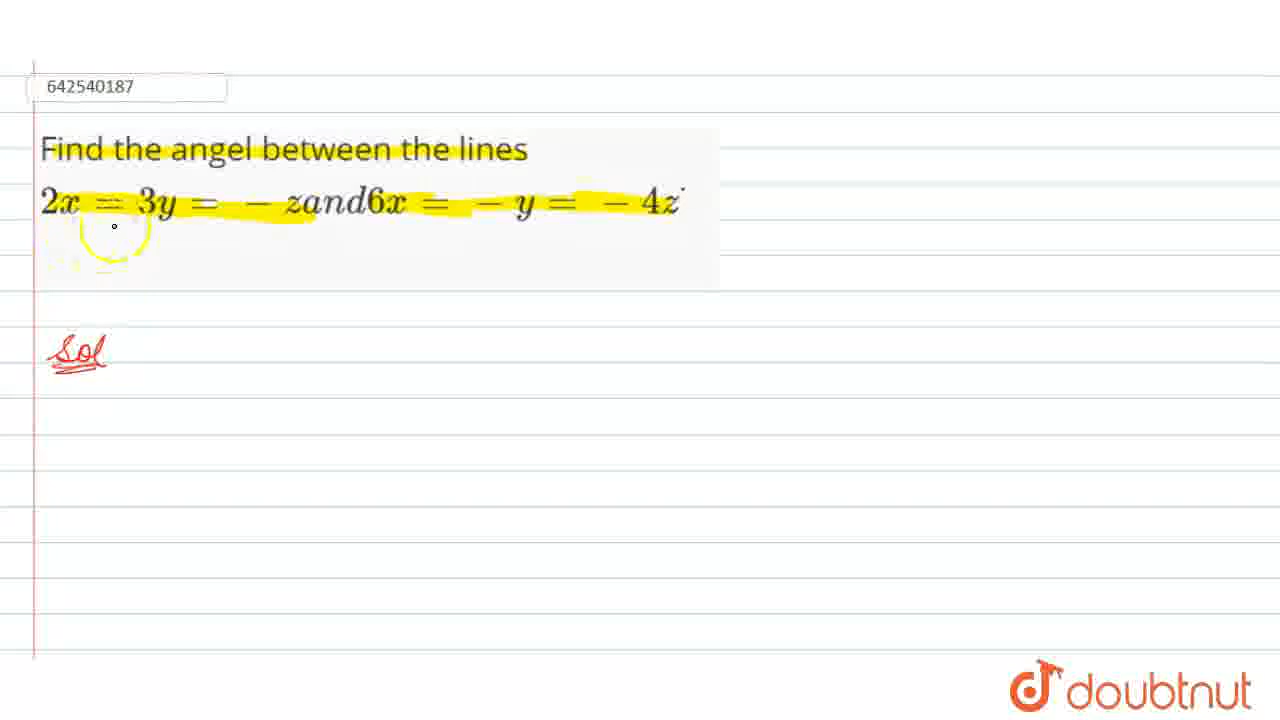 642540187
Find the angel between the lines
2x = 3y = − zand6x = − y = − 4z˙
Sol
doubtnut